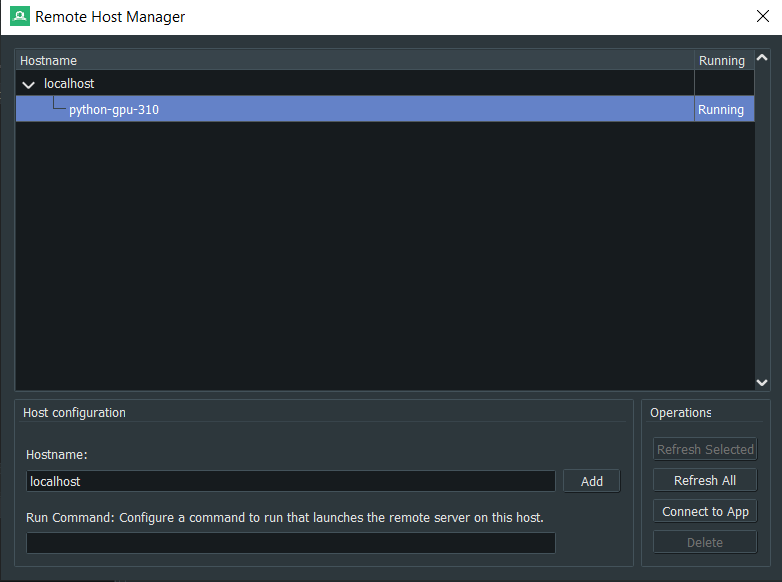 Remote Host Manager
Hostname Running
localhost
python-gpu-310 Running
Host configuration
Hostname:
localhost Add
Run Command: Configure a command to run that launches the remote server on this host.
Operations
Refresh Selected
Refresh All
Connect to App
Delete